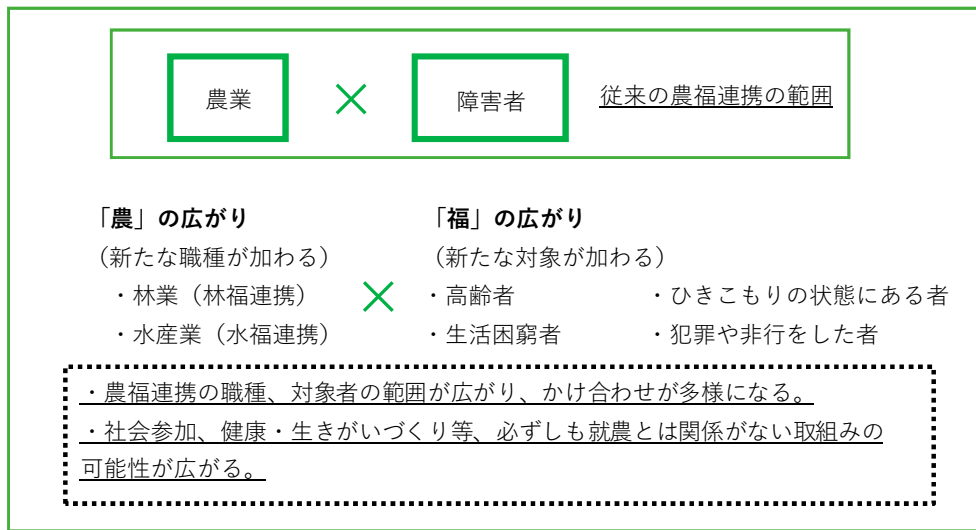 農業 × 障害者 従来の農福連携の範囲
「農」の広がり 「福」の広がり
(新たな職種が加わる) (新たな対象が加わる)
・林業(林福連携) × ・高齢者 ・ひきこもりの状態にある者
・水産業(水福連携) ・生活困窮者 ・犯罪や非行をした者
・農福連携の職種、対象者の範囲が広がり、かけ合わせが多様になる。
・社会参加、健康・生きがいづくり等、必ずしも就農とは関係がない取組みの
可能性が広がる。